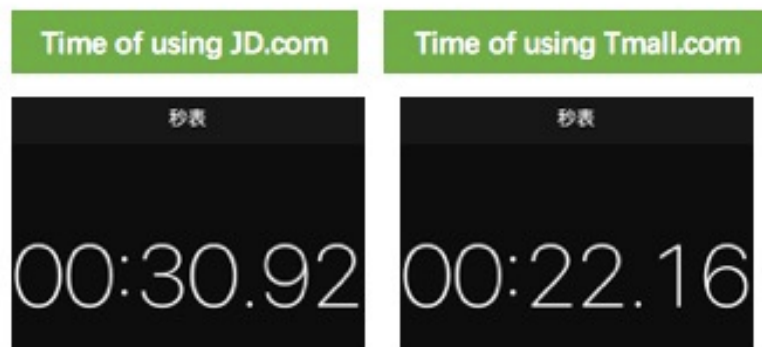 Time of using JD.com
Time of using Tmall.com
秒表
秒表
00:30.92
00:22.16